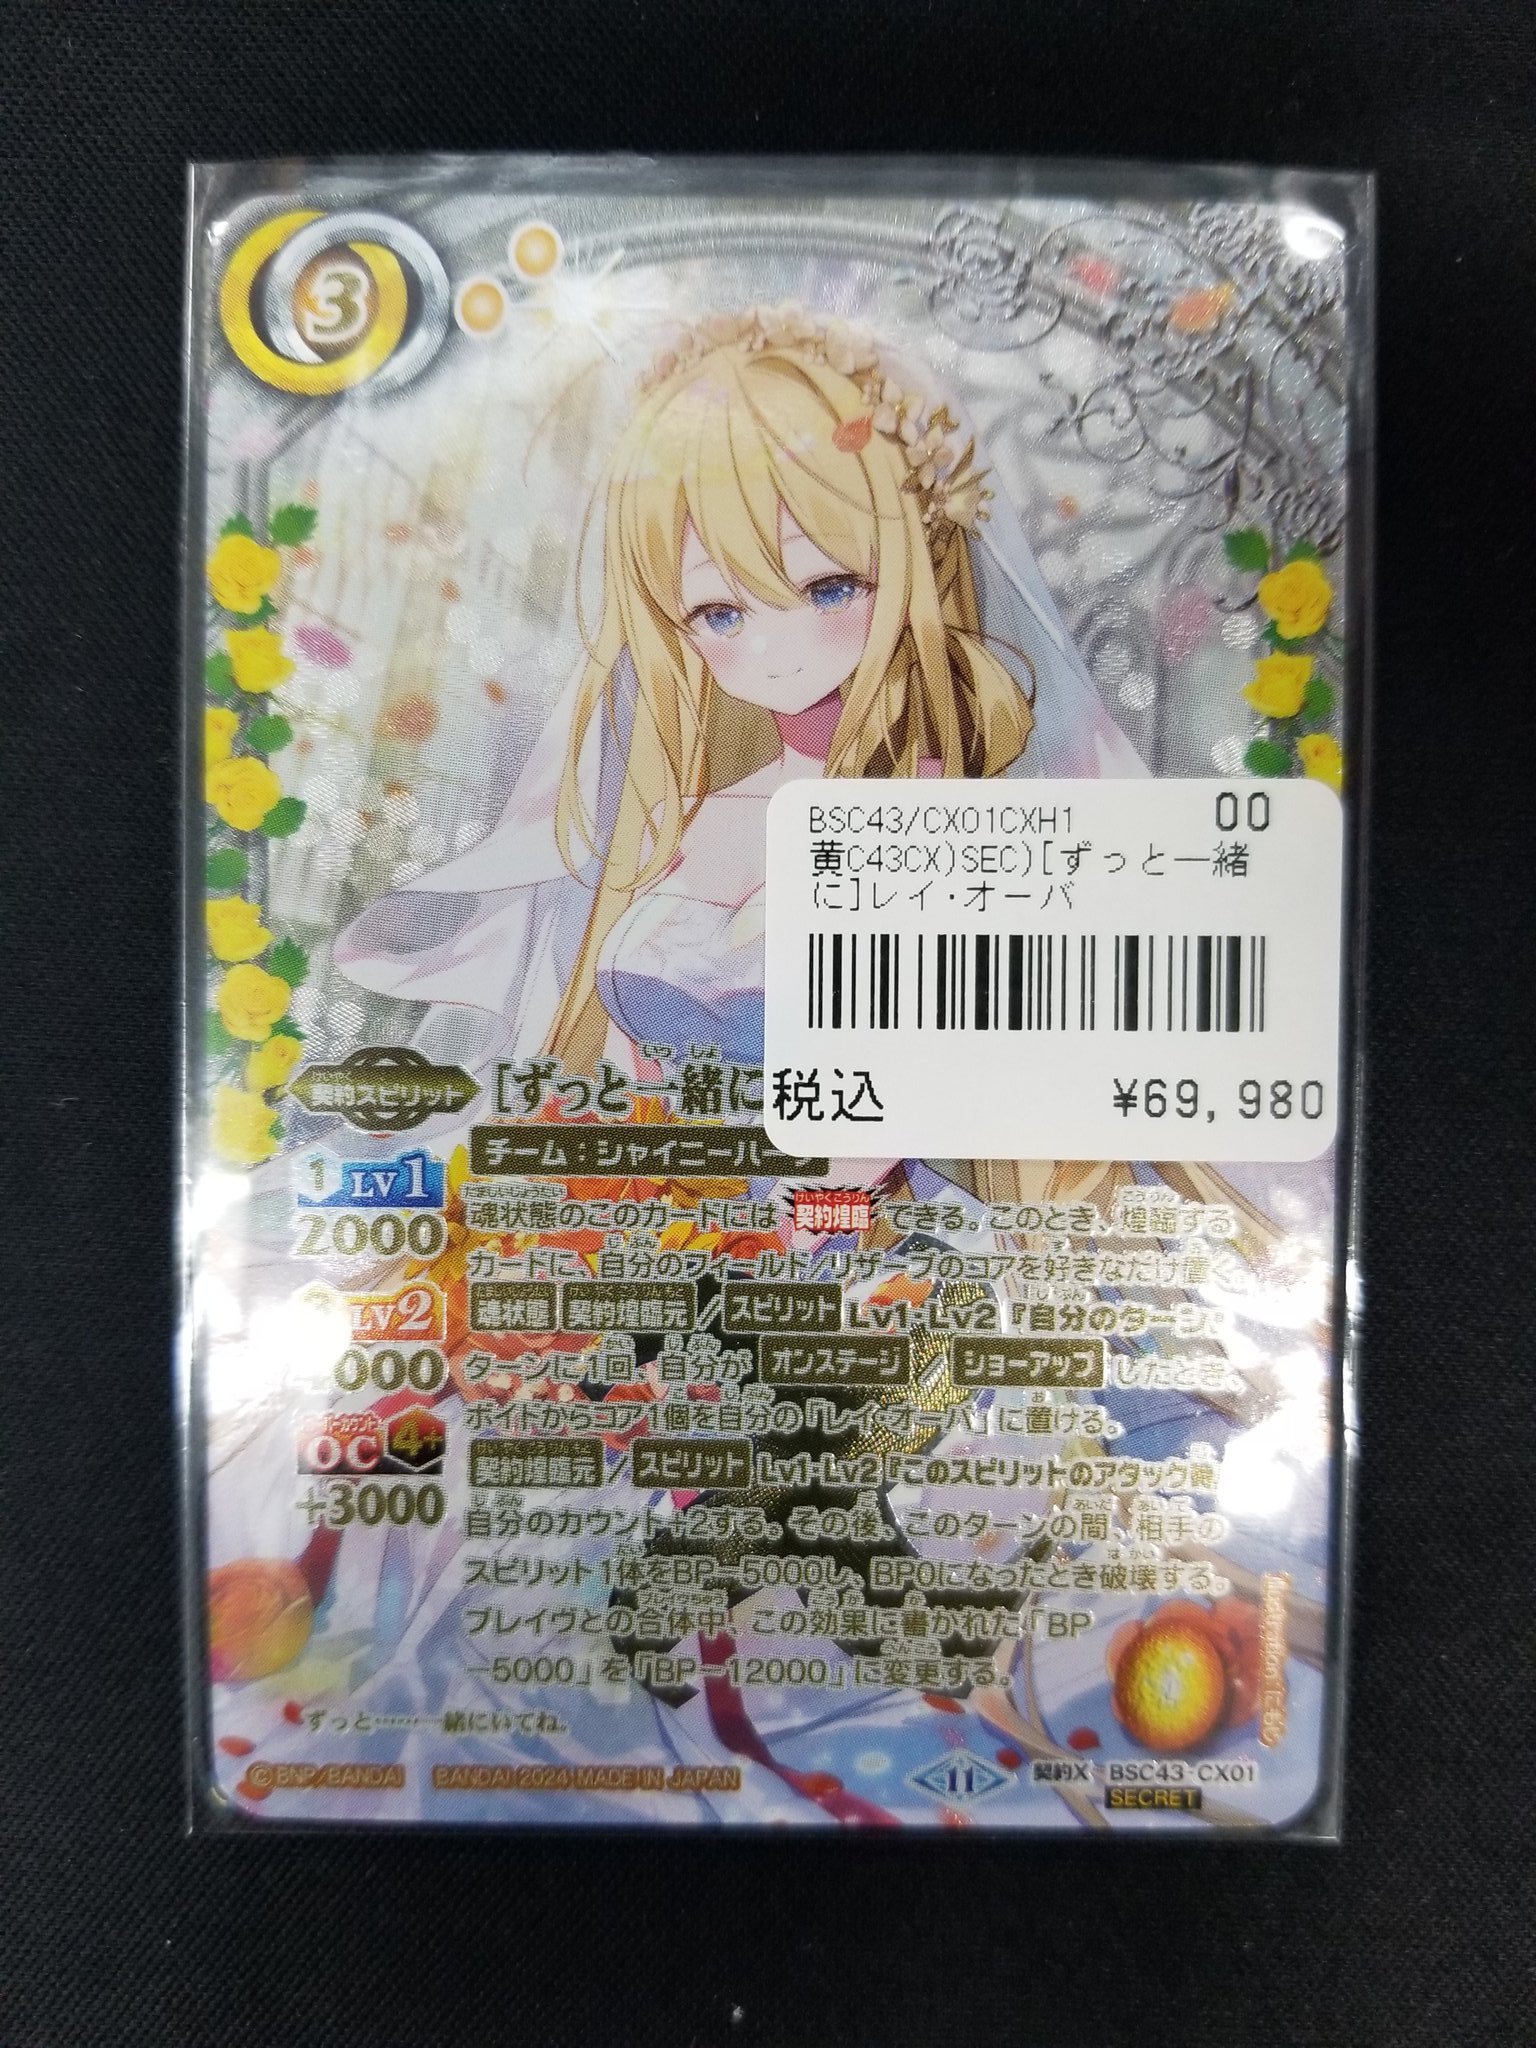 3
BSC43/CX01CXH1 00
黄C43CX)SEC)[ずっと一緒
に]レイ・オーバ
税込 ¥69,980
契約スピリット
[ずっと一緒に
チーム:シャイニーハーツ
1 LV1
2000
魂状態のこのカードには 契約煌臨 できる。このとき、煌臨する
カードに、自分のフィールド/リザーブのコアを好きなだけ置く。
LV2
000
魂状態 契約煌臨元/スピリット Lv1・Lv2『自分のターン』
ターンに1回、自分が オンステージ / ショーアップ したとき、
ボイドからコア1個を自分の「レイ・オーバ」に置ける。
OC 4+
+3000
契約煌臨元/スピリット Lv1・Lv2『このスピリットのアタック時』
自分のカウント+2する。その後、このターンの間、相手の
スピリット1体をBP-5000し、BP0になったとき破壊する。
ブレイヴとの合体中、この効果に書かれた「BP
-5000」を「BP-12000」に変更する。
ずっと……一緒にいてね。
©BNP/BANDAI BANDAI 2024 MADE IN JAPAN
11 契約X BSC43-CX01
SECRET